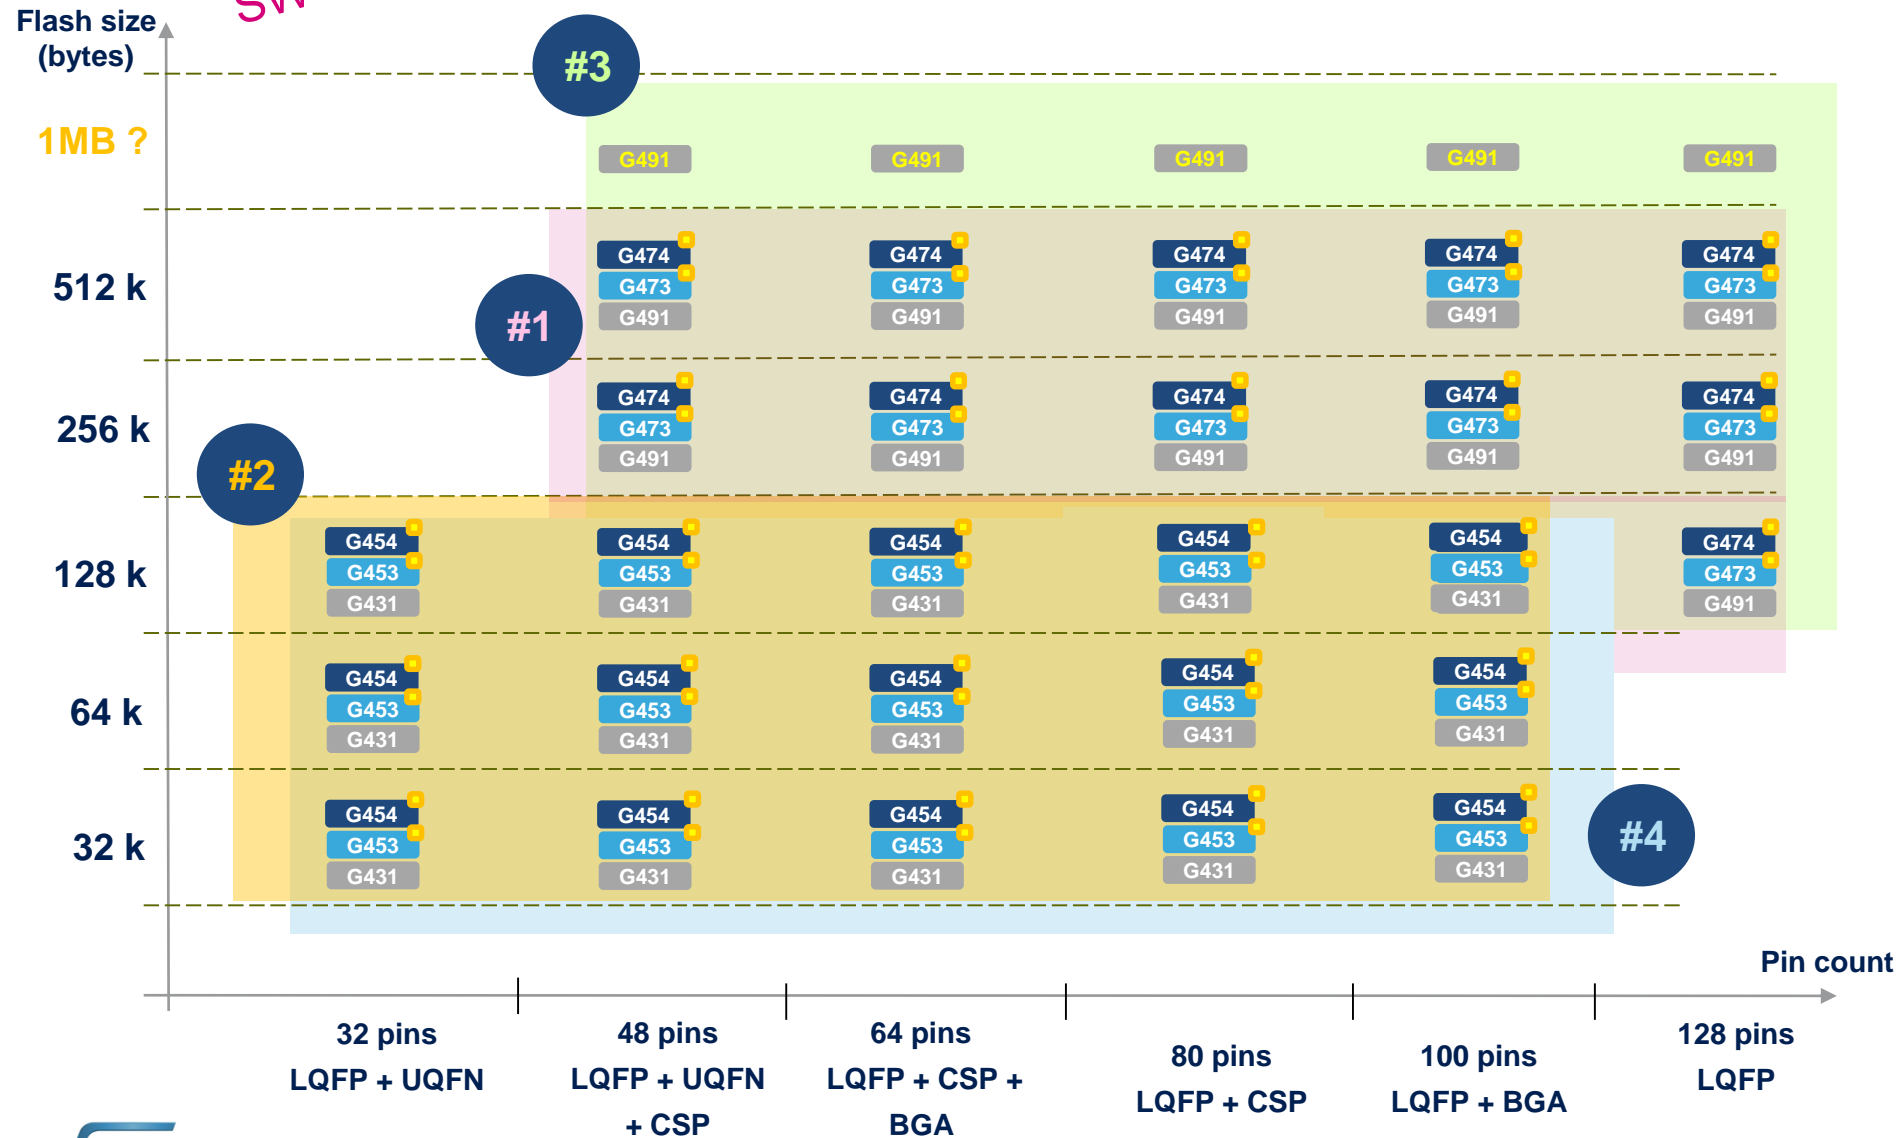 SW
Flash size
(bytes)
#3
1MB ?
G491 G491 G491 G491 G491
512 k
G474 G474 G474 G474 G474
G473 G473 G473 G473 G473
G491 G491 G491 G491 G491
#1
256 k
G474 G474 G474 G474 G474
G473 G473 G473 G473 G473
G491 G491 G491 G491 G491
#2
128 k
G454 G454 G454 G454 G454 G474
G453 G453 G453 G453 G453 G473
G431 G431 G431 G431 G431 G491
64 k
G454 G454 G454 G454 G454
G453 G453 G453 G453 G453
G431 G431 G431 G431 G431
32 k
G454 G454 G454 G454 G454
G453 G453 G453 G453 G453
G431 G431 G431 G431 G431
#4
Pin count
32 pins
LQFP + UQFN
48 pins
LQFP + UQFN
+ CSP
64 pins
LQFP + CSP +
BGA
80 pins
LQFP + CSP
100 pins
LQFP + BGA
128 pins
LQFP